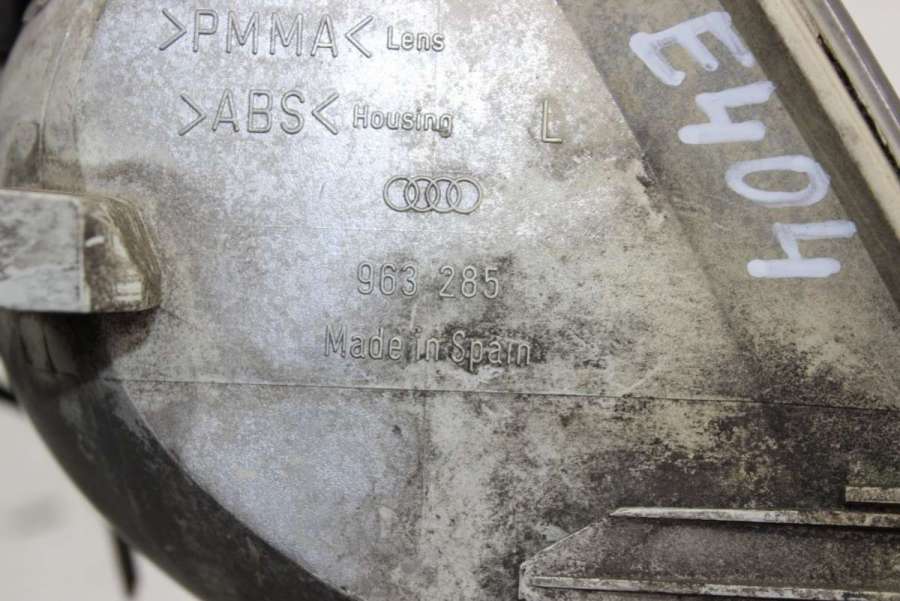 >PMMA< Lens
>ABS< Housing L
963 285
Made in Spain
E404